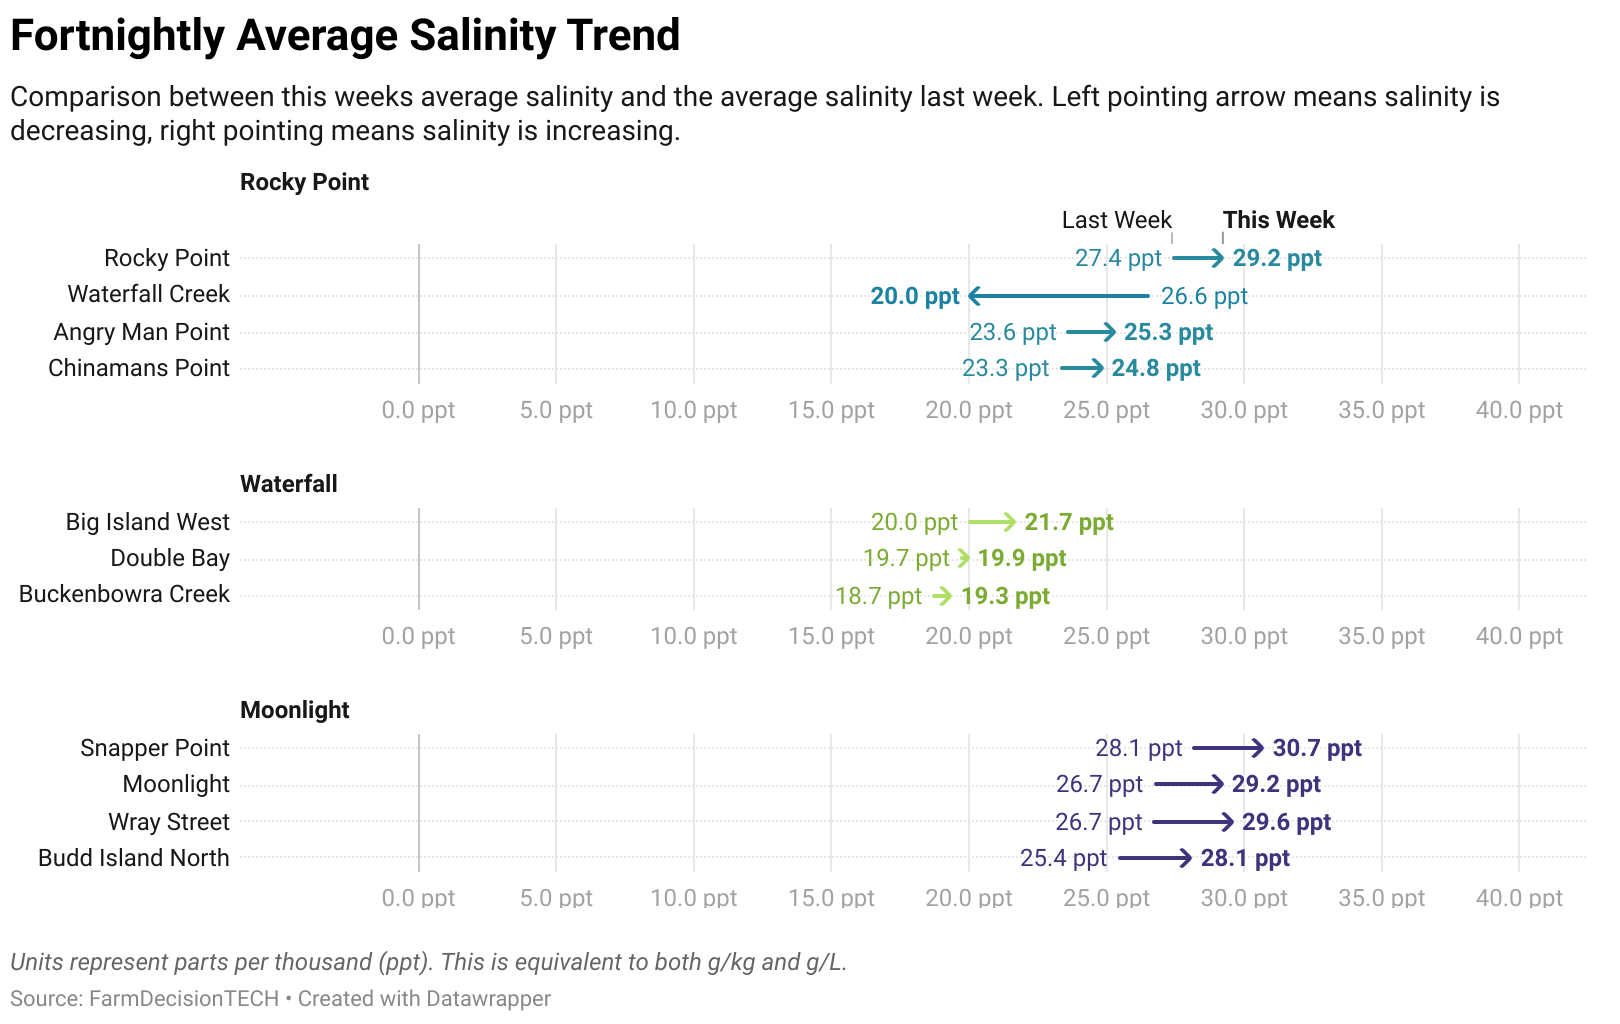 Fortnightly Average Salinity Trend
Comparison between this weeks average salinity and the average salinity last week. Left pointing arrow means salinity is
decreasing, right pointing means salinity is increasing.
Rocky Point
Last Week This Week
Rocky Point 27.4 ppt 29.2 ppt
Waterfall Creek 20.0 ppt 26.6 ppt
Angry Man Point 23.6 ppt 25.3 ppt
Chinamans Point 23.3 ppt 24.8 ppt
0.0 ppt 5.0 ppt 10.0 ppt 15.0 ppt 20.0 ppt 25.0 ppt 30.0 ppt 35.0 ppt 40.0 ppt
Waterfall
Big Island West 20.0 ppt 21.7 ppt
Double Bay 19.7 ppt 19.9 ppt
Buckenbowra Creek 18.7 ppt 19.3 ppt
0.0 ppt 5.0 ppt 10.0 ppt 15.0 ppt 20.0 ppt 25.0 ppt 30.0 ppt 35.0 ppt 40.0 ppt
Moonlight
Snapper Point 28.1 ppt 30.7 ppt
Moonlight 26.7 ppt 29.2 ppt
Wray Street 26.7 ppt 29.6 ppt
Budd Island North 25.4 ppt 28.1 ppt
0.0 ppt 5.0 ppt 10.0 ppt 15.0 ppt 20.0 ppt 25.0 ppt 30.0 ppt 35.0 ppt 40.0 ppt
Units represent parts per thousand (ppt). This is equivalent to both g/kg and g/L.
Source: FarmDecisionTECH • Created with Datawrapper